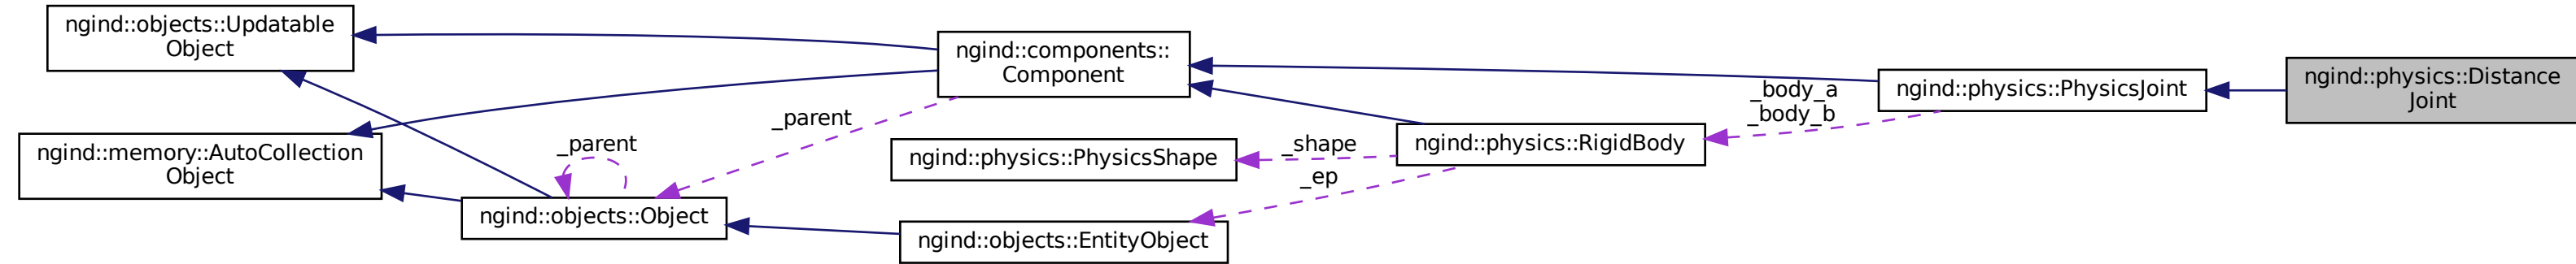 ngind::objects::Updatable
Object
ngind::memory::AutoCollection
Object
_parent
ngind::objects::Object
_parent
ngind::components::
Component
ngind::physics::PhysicsShape
ngind::objects::EntityObject
_shape
_ep
ngind::physics::RigidBody
_body_a
_body_b
ngind::physics::PhysicsJoint
ngind::physics::Distance
Joint